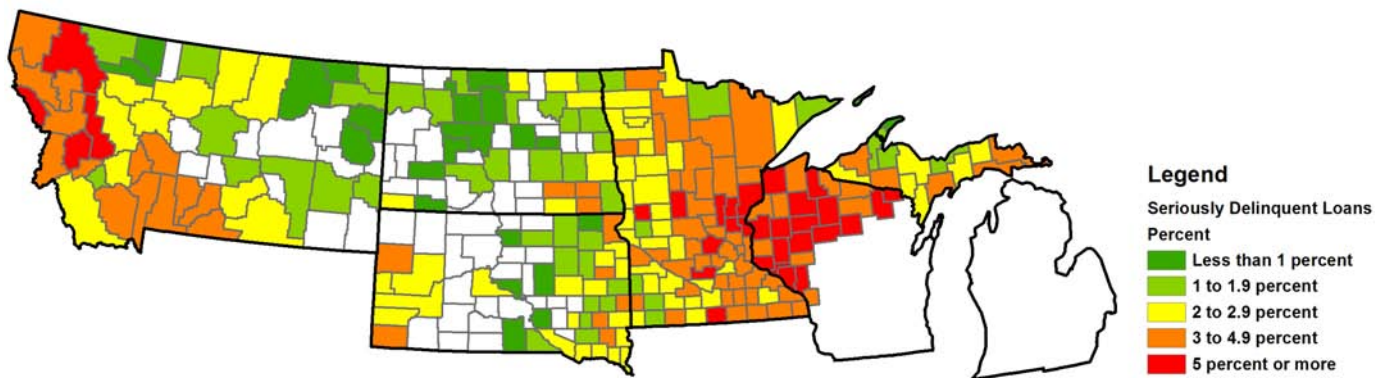 Legend
Seriously Delinquent Loans
Percent
Less than 1 percent
1 to 1.9 percent
2 to 2.9 percent
3 to 4.9 percent
5 percent or more